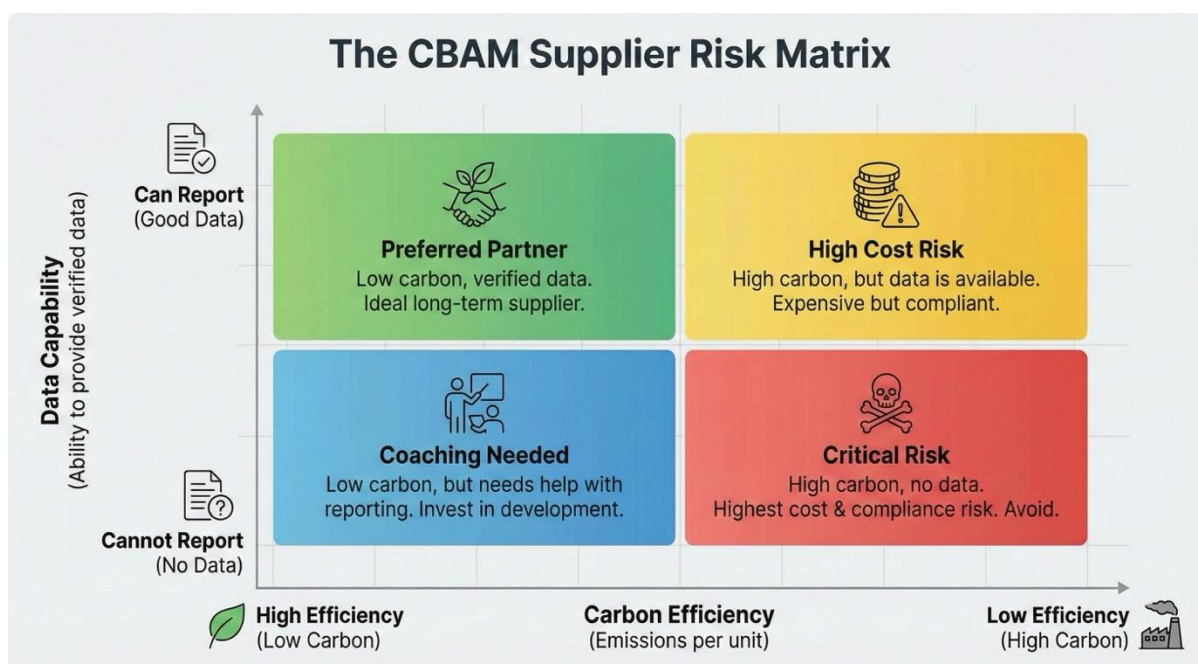 The CBAM Supplier Risk Matrix
Can Report
(Good Data)
Data Capability
(Ability to provide verified data)
Cannot Report
(No Data)
Preferred Partner
Low carbon, verified data.
Ideal long-term supplier.
High Cost Risk
High carbon, but data is available.
Expensive but compliant.
Coaching Needed
Low carbon, but needs help with
reporting. Invest in development.
Critical Risk
High carbon, no data.
Highest cost & compliance risk. Avoid.
High Efficiency
(Low Carbon)
Carbon Efficiency
(Emissions per unit)
Low Efficiency
(High Carbon)